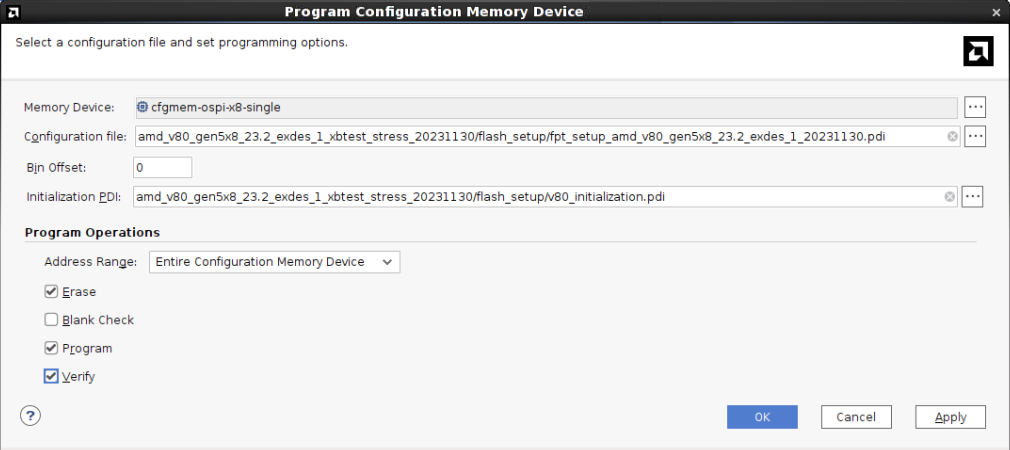 Program Configuration Memory Device
Select a configuration file and set programming options.
Memory Device: cfgmem-ospi-x8-single ...
Configuration file: amd_v80_gen5x8_23.2_exdes_1_xbtest_stress_20231130/flash_setup/fpt_setup_amd_v80_gen5x8_23.2_exdes_1_20231130.pdi ...
Bin Offset: 0
Initialization PDI: amd_v80_gen5x8_23.2_exdes_1_xbtest_stress_20231130/flash_setup/v80_initialization.pdi ...
Program Operations
Address Range: Entire Configuration Memory Device
Erase
Blank Check
Program
Verify
? OK Cancel Apply